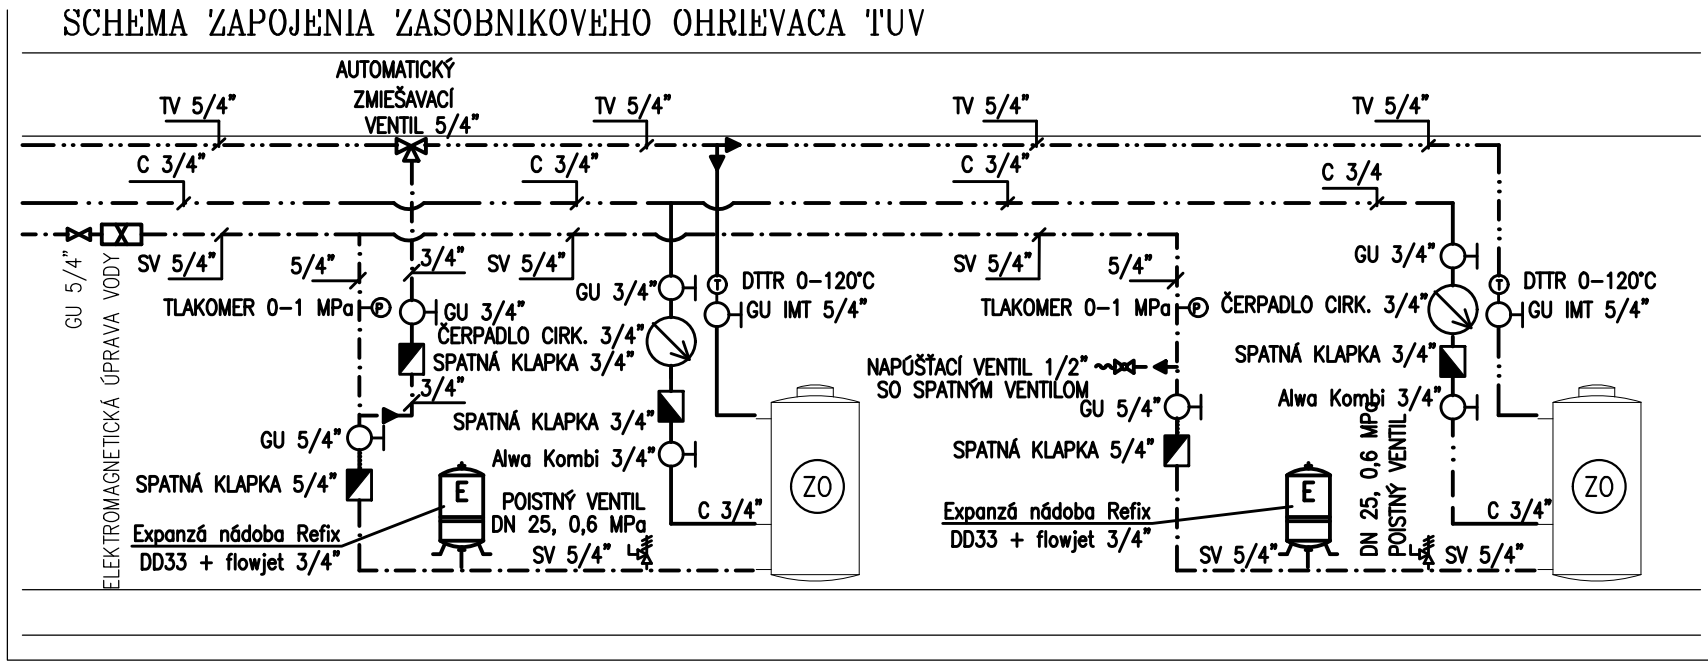 SCHÉMA ZAPOJENIA ZÁSOBNÍKOVÉHO OHRIEVAČA TÚV
AUTOMATICKÝ
ZMIEŠAVACÍ
VENTIL 5/4"
TV 5/4"
TV 5/4"
TV 5/4"
TV 5/4"
C 3/4"
C 3/4"
C 3/4"
C 3/4
SV 5/4"
5/4"
3/4"
SV 5/4"
SV 5/4"
5/4"
GU 5/4"
ELEKTROMAGNETICKÁ ÚPRAVA VODY
TLAKOMER 0-1 MPa
P
GU 3/4"
ČERPADLO CIRK. 3/4"
SPATNÁ KLAPKA 3/4"
3/4"
GU 5/4"
SPATNÁ KLAPKA 5/4"
GU 3/4"
T
DTTR 0-120°C
GU IMT 5/4"
SPATNÁ KLAPKA 3/4"
Alwa Kombi 3/4"
E
POISTNÝ VENTIL
DN 25, 0,6 MPa
C 3/4"
ZO
Expanzá nádoba Refix
DD33 + flowjet 3/4"
SV 5/4"
TLAKOMER 0-1 MPa
P
NAPÚŠŤACÍ VENTIL 1/2"
SO SPATNÝM VENTILOM
GU 5/4"
SPATNÁ KLAPKA 5/4"
GU 3/4"
ČERPADLO CIRK. 3/4"
T
DTTR 0-120°C
GU IMT 5/4"
SPATNÁ KLAPKA 3/4"
Alwa Kombi 3/4"
E
DN 25, 0,6 MPa
POISTNÝ VENTIL
C 3/4"
ZO
Expanzá nádoba Refix
DD33 + flowjet 3/4"
SV 5/4"
SV 5/4"